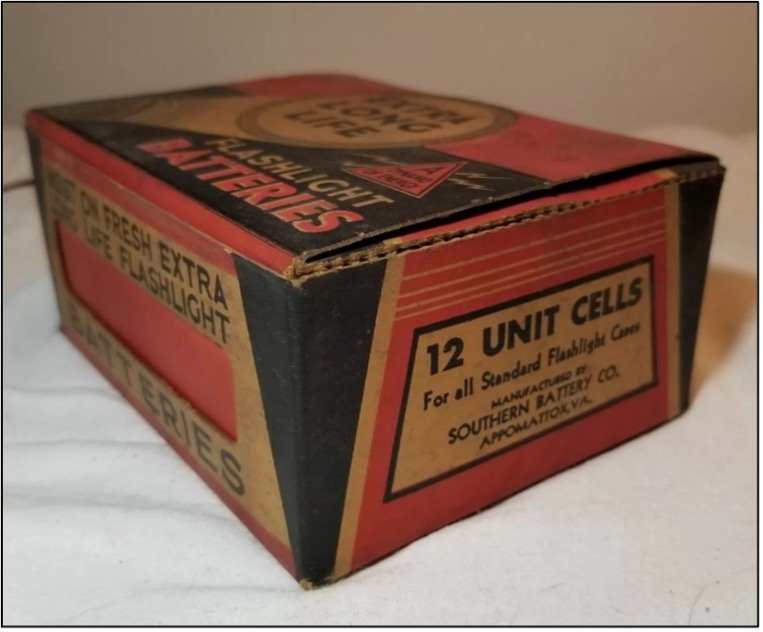 EXTRA
LONG
LIFE
FLASHLIGHT
BATTERIES
A
ON FRESH EXTRA
LIFE FLASHLIGHT
BATTERIES
12 UNIT CELLS
For all Standard Flashlight Cases
MANUFACTURED BY
SOUTHERN BATTERY CO.
APPOMATTOX, VA.